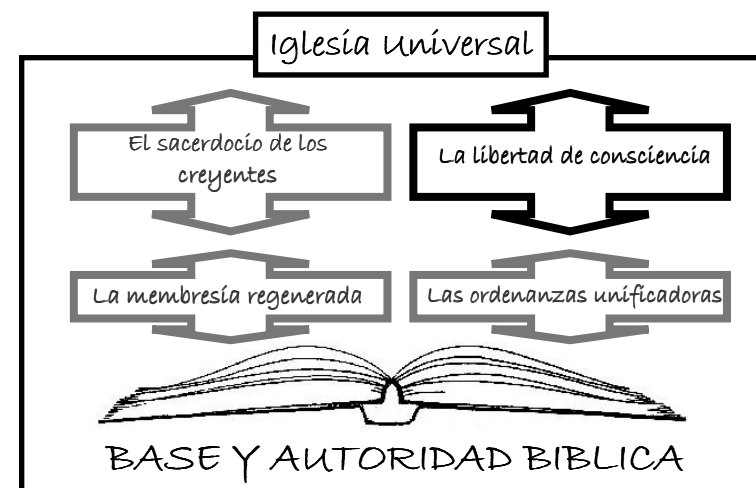 Iglesia Universal
El sacerdocio de los
creyentes
La libertad de consciencia
La membresía regenerada
Las ordenanzas unificadoras
BASE Y AUTORIDAD BIBLICA